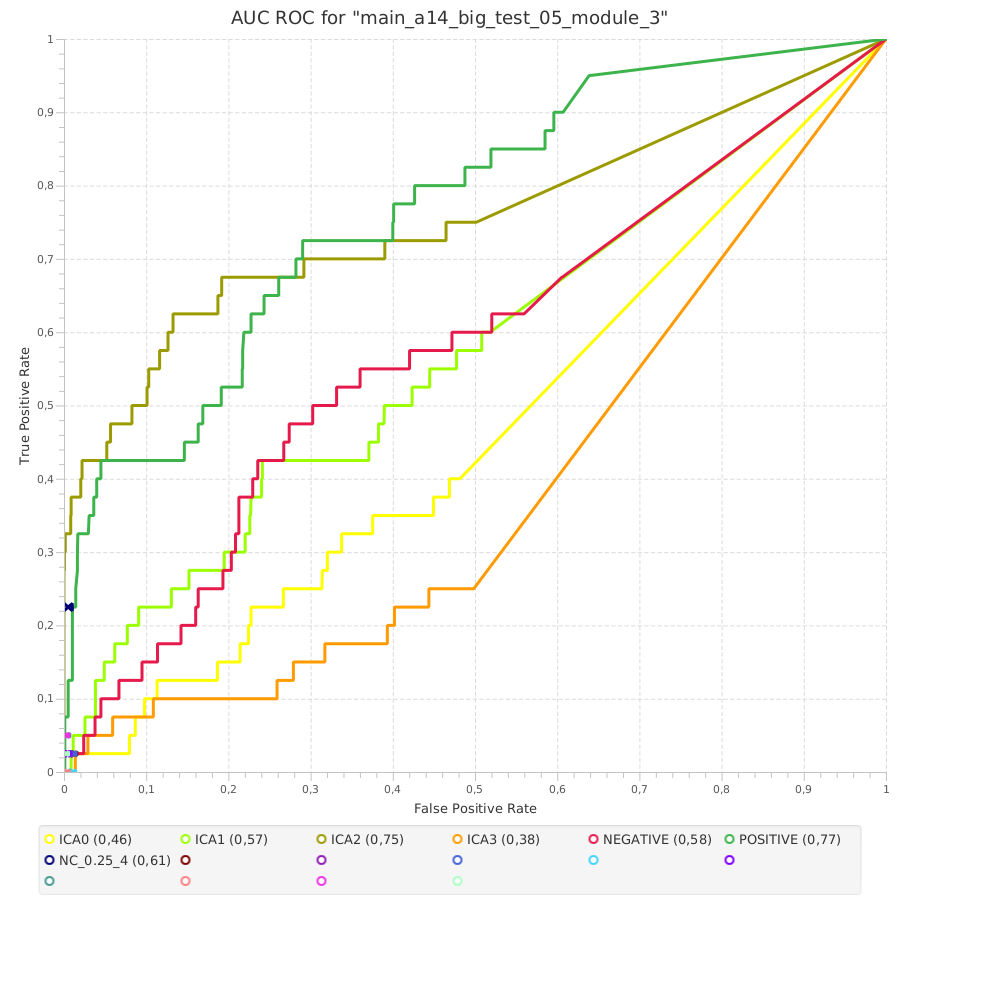 AUC ROC for "main_a14_big_test_05_module_3"
True Positive Rate
1
0,9
0,8
0,7
0,6
0,5
0,4
0,3
0,2
0,1
0
0 0,1 0,2 0,3 0,4 0,5 0,6 0,7 0,8 0,9 1
False Positive Rate
ICA0 (0,46) ICA1 (0,57) ICA2 (0,75) ICA3 (0,38) NEGATIVE (0,58) POSITIVE (0,77)
NC_0.25_4 (0,61)